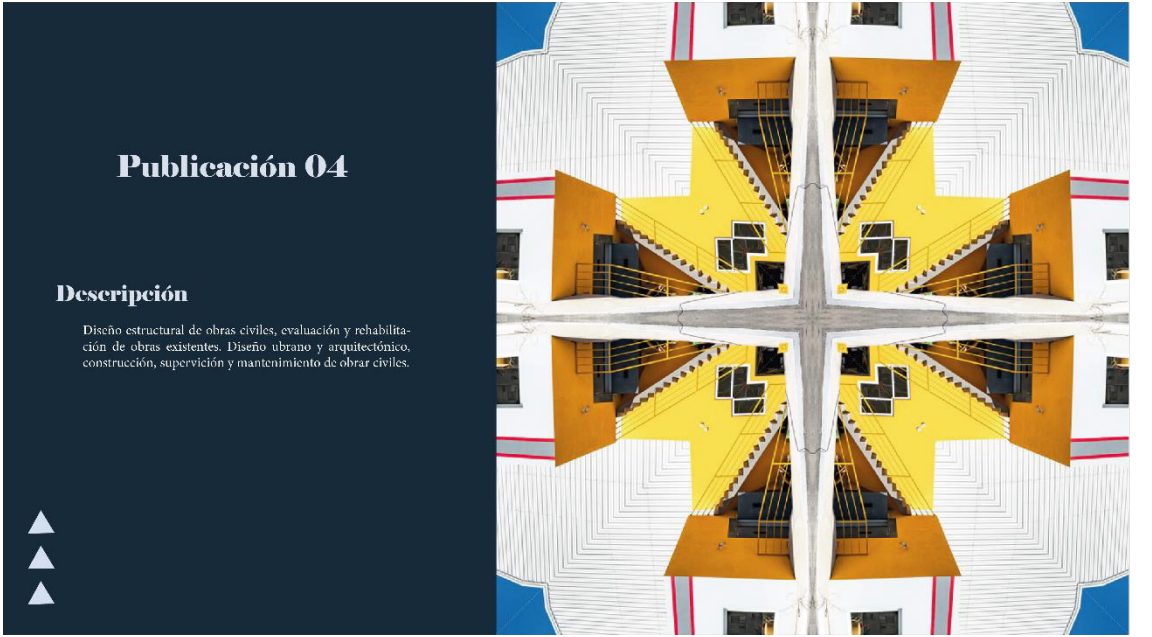 Publicación 04
Descripción
Diseño estructural de obras civiles, evaluación y rehabilita-
ción de obras existentes. Diseño ubrano y arquitectónico,
construcción, supervición y mantenimiento de obrar civiles.